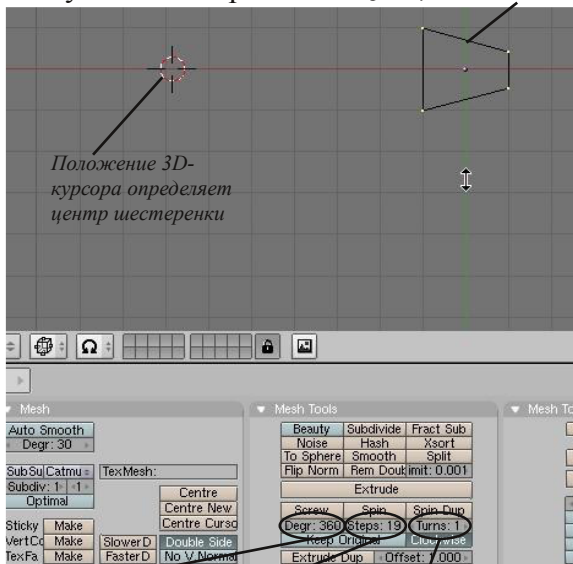 Положение 3D-
курсора определяет
центр шестеренки
Mesh
Auto Smooth
Degr: 30
SubSu Catmu
Subdiv: 1 1
Optimal
TexMesh:
Centre
Centre New
Centre Curso
Sticky Make
VertCo Make
TexFa Make
SlowerD Double Side
FasterD No V.Normal
Mesh Tools
Beauty Subdivide Fract Sub
Noise Hash Xsort
To Sphere Smooth Split
Flip Norm Rem Doub limit: 0.001
Extrude
Screw Spin Spin Dup
Degr: 360 Steps: 19 Turns: 1
Keep Original Clockwise
Extrude Dup Offset: 1.000
Mesh To